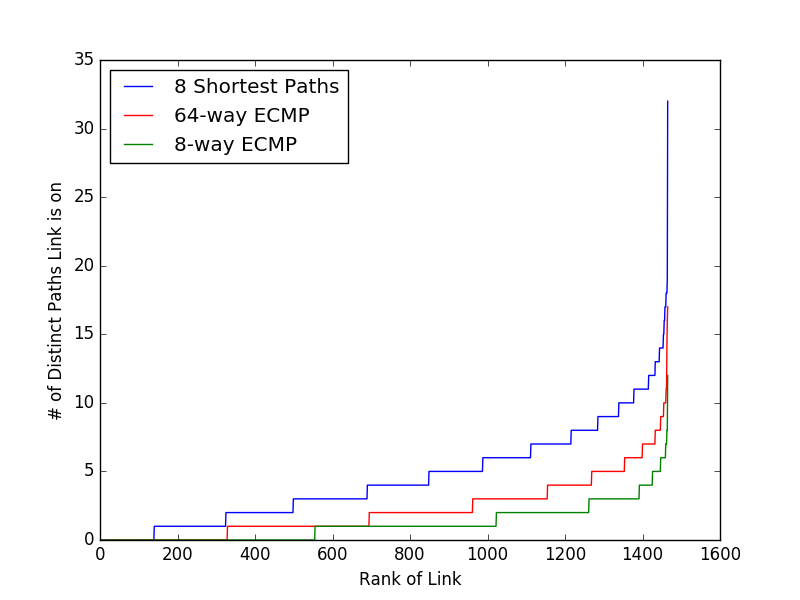 35
30
25
20
15
10
5
0
# of Distinct Paths Link is on
8 Shortest Paths
64-way ECMP
8-way ECMP
0 200 400 600 800 1000 1200 1400 1600
Rank of Link